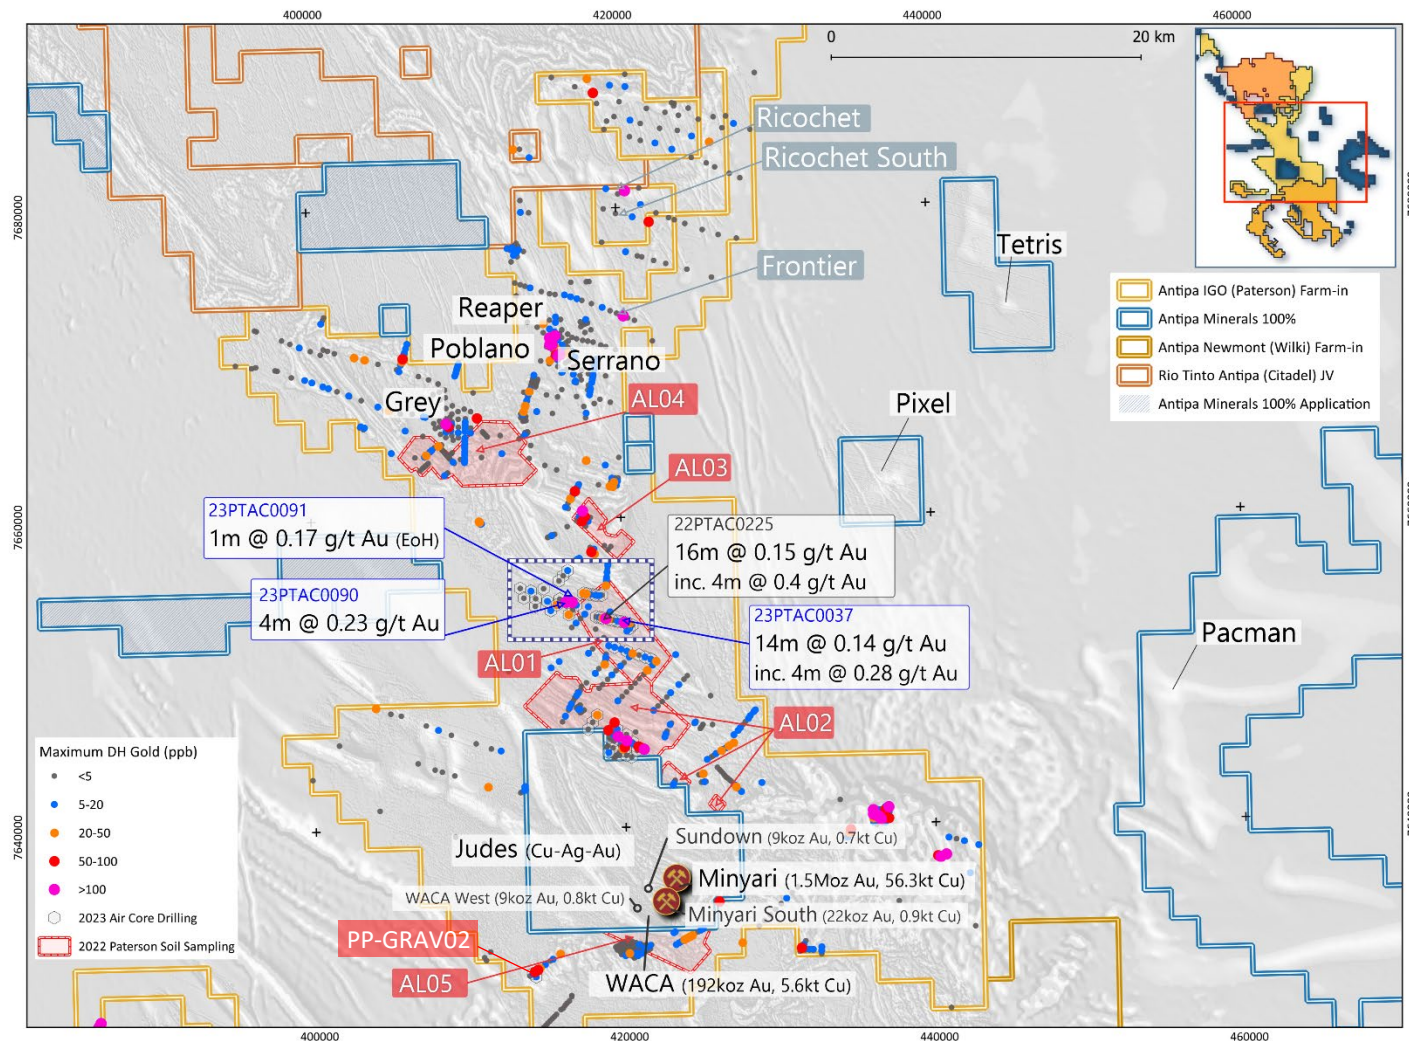 400000
420000
440000
460000
0
20 km
Ricochet
Ricochet South
7680000
Tetris
Frontier
Reaper
Poblano
Serrano
Grey
AL04
Pixel
AL03
Antipa IGO (Paterson) Farm-in
Antipa Minerals 100%
Antipa Newmont (Wilki) Farm-in
Rio Tinto Antipa (Citadel) JV
Antipa Minerals 100% Application
7660000
23PTAC0091
1m @ 0.17 g/t Au (EoH)
22PTAC0225
16m @ 0.15 g/t Au
inc. 4m @ 0.4 g/t Au
23PTAC0090
4m @ 0.23 g/t Au
23PTAC0037
14m @ 0.14 g/t Au
inc. 4m @ 0.28 g/t Au
AL01
Pacman
AL02
Maximum DH Gold (ppb)
<5
5-20
20-50
50-100
>100
2023 Air Core Drilling
2022 Paterson Soil Sampling
7640000
Judes (Cu-Ag-Au)
Sundown (9koz Au, 0.7kt Cu)
Minyari (1.5Moz Au, 56.3kt Cu)
WACA West (9koz Au, 0.8kt Cu)
Minyari South (22koz Au, 0.9kt Cu)
PP-GRAV02
AL05
WACA (192koz Au, 5.6kt Cu)
400000
420000
440000
460000